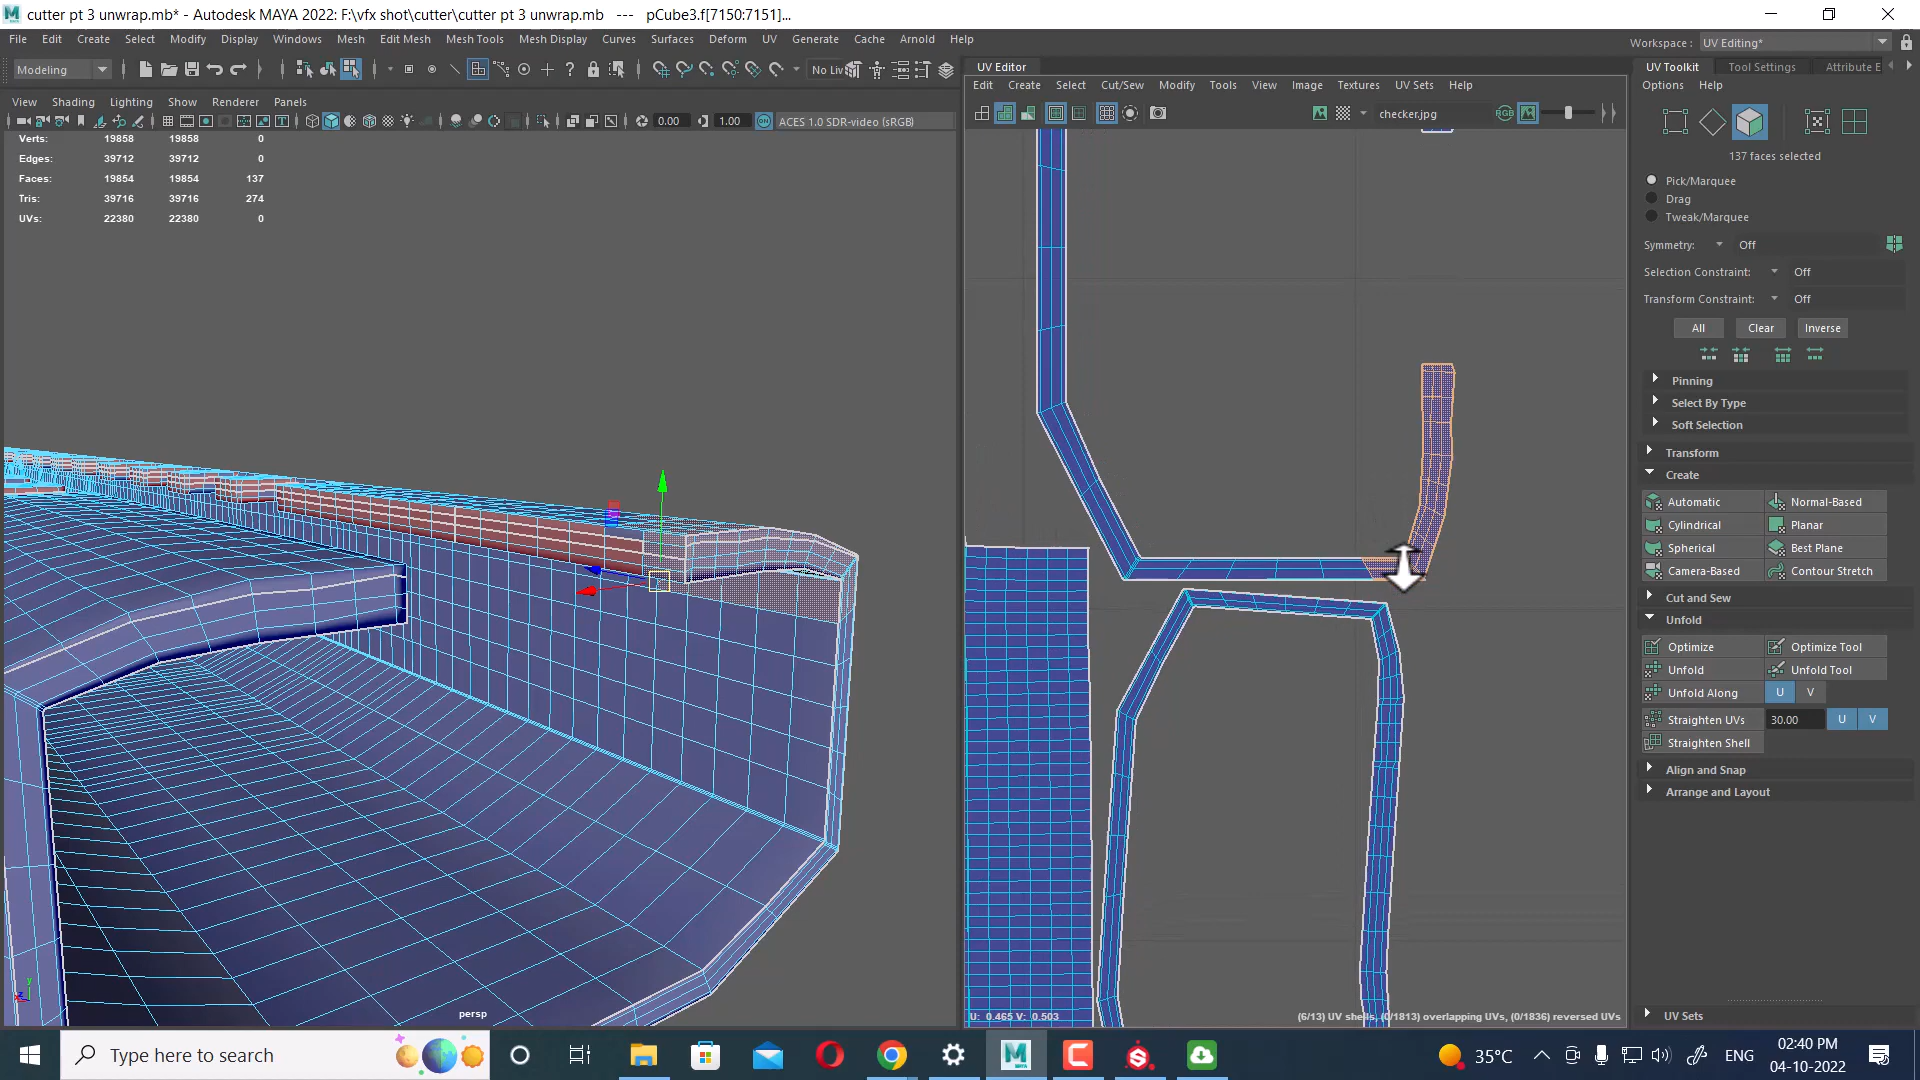 cutter pt 3 unwrap.mb* - Autodesk MAYA 2022: F:\vfx shot\cutter\cutter pt 3 unwrap.mb --- pCube3.f[7150:7151]...
File Edit Create Select Modify Display Windows Mesh Edit Mesh Mesh Tools Mesh Display Curves Surfaces Deform UV Generate Cache Arnold Help
Workspace : UV Editing*
Modeling
No Liv
View Shading Lighting Show Renderer Panels
0.00 1.00 ACES 1.0 SDR-video (sRGB)
Verts: 19858 19858 0
Edges: 39712 39712 0
Faces: 19854 19854 137
Tris: 39716 39716 274
UVs: 22380 22380 0
persp
UV Editor
Edit Create Select Cut/Sew Modify Tools View Image Textures UV Sets Help
checker.jpg
U: 0.465 V: 0.503
(6/13) UV shells, (0/1813) overlapping UVs, (0/1836) reversed UVs
UV Toolkit Tool Settings Attribute E
Options Help
137 faces selected
Pick/Marquee
Drag
Tweak/Marquee
Symmetry: Off
Selection Constraint: Off
Transform Constraint: Off
All Clear Inverse
Pinning
Select By Type
Soft Selection
Transform
Create
Automatic Normal-Based
Cylindrical Planar
Spherical Best Plane
Camera-Based Contour Stretch
Cut and Sew
Unfold
Optimize Optimize Tool
Unfold Unfold Tool
Unfold Along U V
Straighten UVs 30.00 U V
Straighten Shell
Align and Snap
Arrange and Layout
UV Sets
Type here to search
35°C
ENG
02:40 PM
04-10-2022